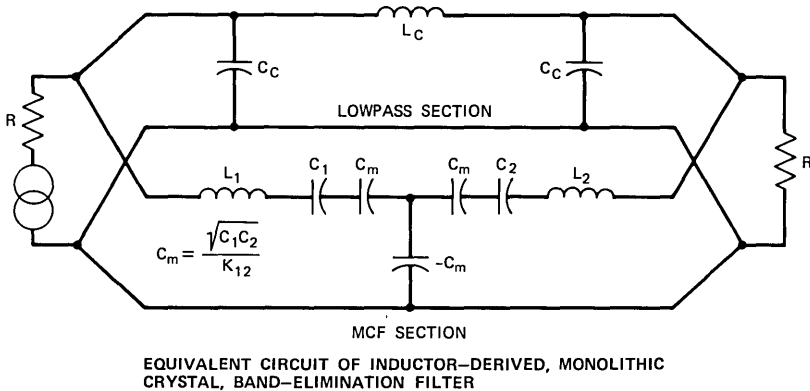 L_C
C_C
C_C
LOWPASS SECTION
R
R
L_1
C_1
C_m
C_m
C_2
L_2
C_m = √C_1C_2 / K_12
-C_m
MCF SECTION
EQUIVALENT CIRCUIT OF INDUCTOR–DERIVED, MONOLITHIC
CRYSTAL, BAND–ELIMINATION FILTER